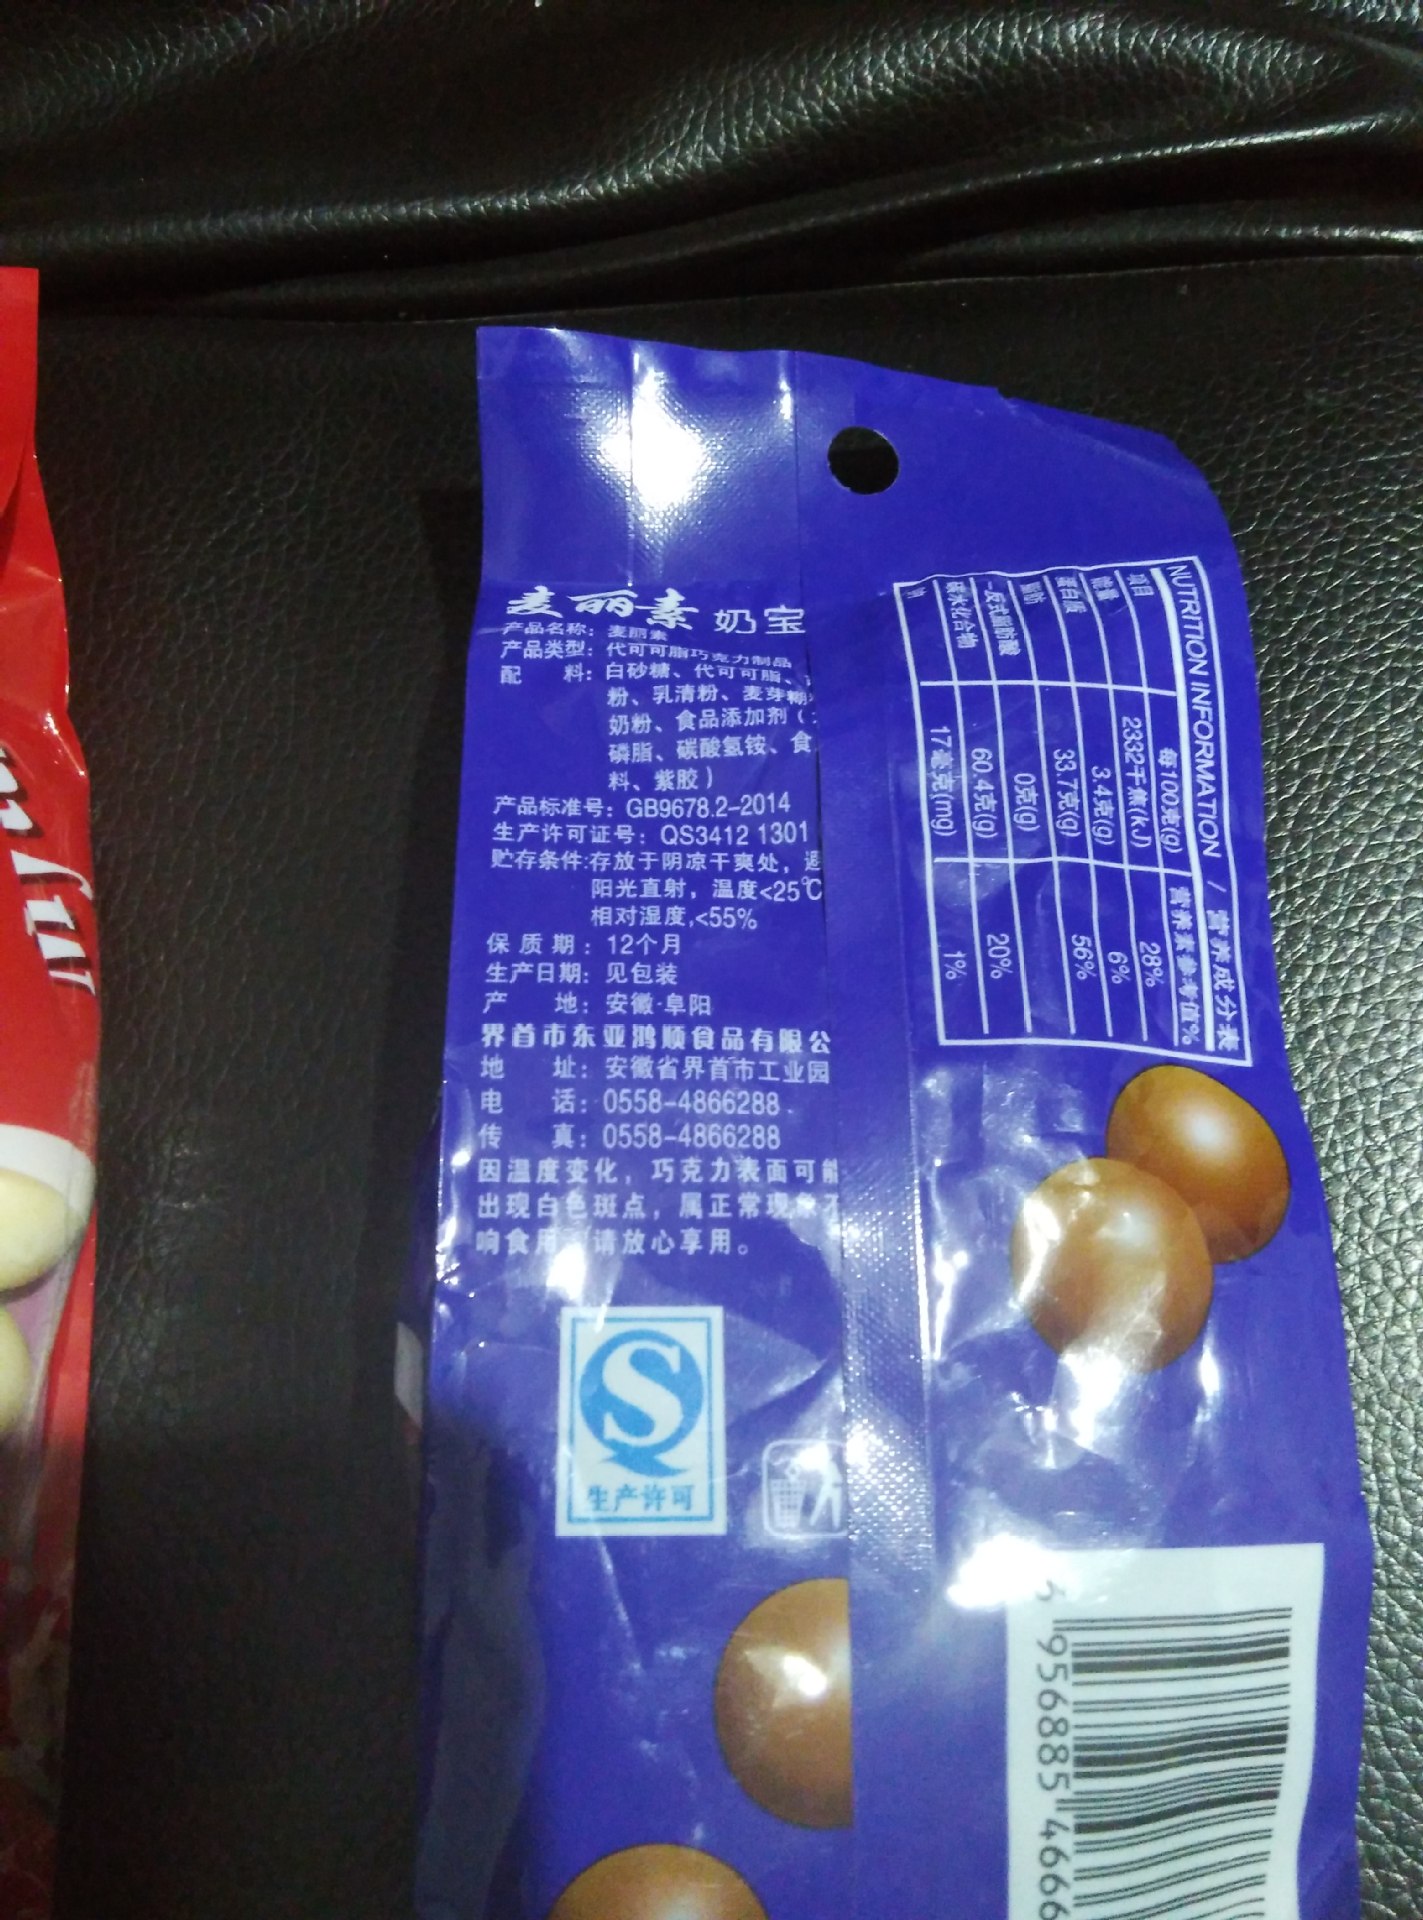 麦丽素 奶宝
产品名称：麦丽素
产品类型：代可可脂巧克力制品
配 料：白砂糖、代可可脂、
粉、乳清粉、麦芽糊
奶粉、食品添加剂（
磷脂、碳酸氢铵、食
料、紫胶）
产品标准号：GB9678.2-2014
生产许可证号：QS3412 1301
贮存条件:存放于阴凉干爽处，避
阳光直射，温度<25℃
相对湿度,<55%
保质期：12个月
生产日期：见包装
产 地：安徽·阜阳
界首市东亚鸿顺食品有限公
地 址：安徽省界首市工业园
电 话：0558-4866288
传 真：0558-4866288
因温度变化，巧克力表面可能
出现白色斑点，属正常现象不
响食用 请放心享用。
S
生产许可
NUTRITION INFORMATION / 营养成分表
项目 每100克(g) 营养素参考值%
能量 2332千焦(kJ) 28%
蛋白质 3.4克(g) 6%
脂肪 33.7克(g) 56%
-反式脂肪酸 0克(g)
碳水化合物 60.4克(g) 20%
钠 17毫克(mg) 1%
956885 4666